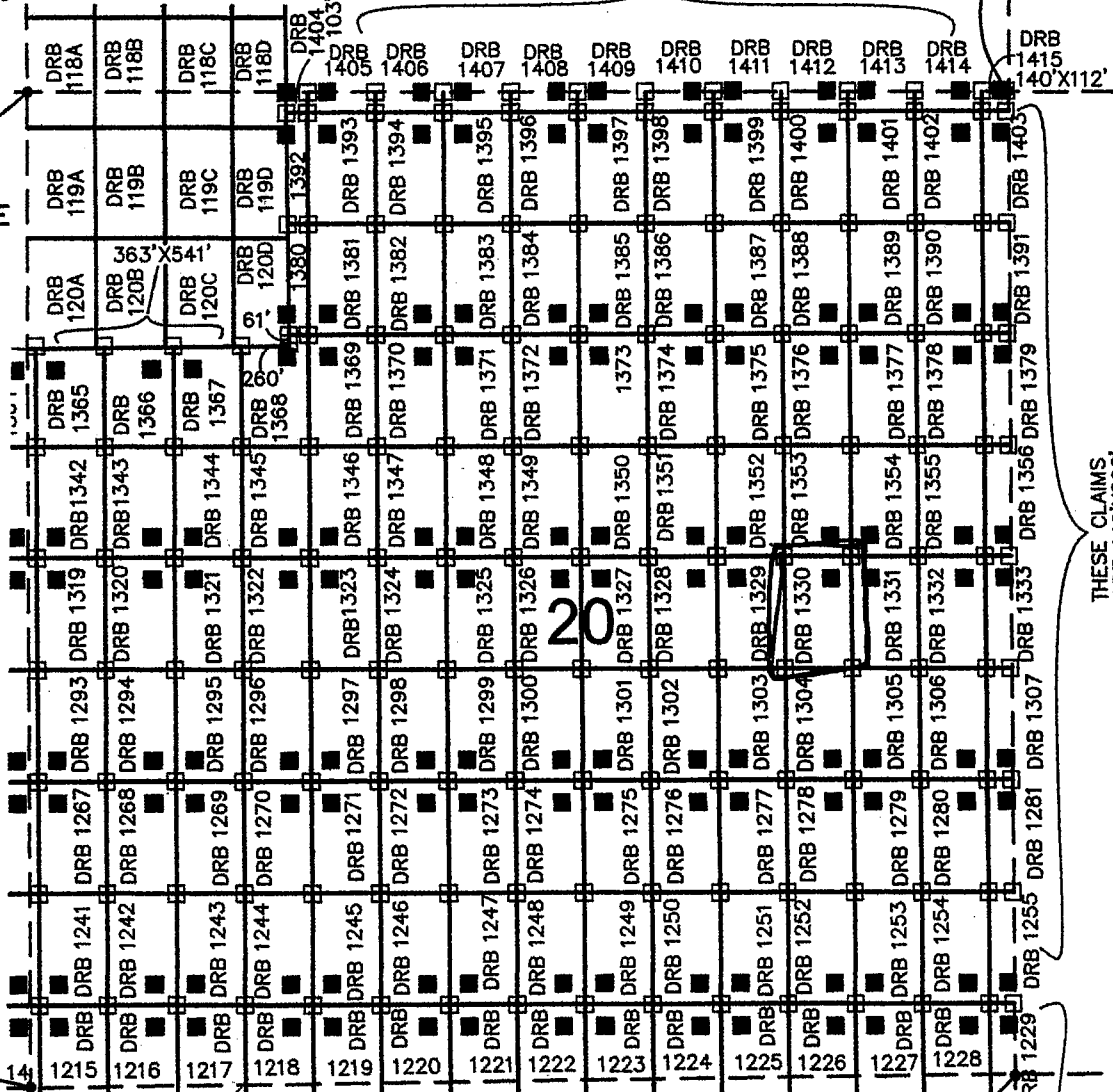 DRB 118A
DRB 118B
DRB 118C
DRB 118D
DRB 1404
103'
DRB 1405
DRB 1406
DRB 1407
DRB 1408
DRB 1409
DRB 1410
DRB 1411
DRB 1412
DRB 1413
DRB 1414
DRB 1415
140'X112'
DRB 119A
DRB 119B
DRB 119C
DRB 119D
1392
DRB 1393
DRB 1394
DRB 1395
DRB 1396
DRB 1397
DRB 1398
DRB 1399
DRB 1400
DRB 1401
DRB 1402
DRB 1403
DRB 120A
DRB 120B
DRB 120C
DRB 120D
363'X541'
1380
DRB 1381
DRB 1382
DRB 1383
DRB 1384
DRB 1385
DRB 1386
DRB 1387
DRB 1388
DRB 1389
DRB 1390
DRB 1391
61'
260'
DRB 1365
DRB 1366
DRB 1367
DRB 1368
DRB 1369
DRB 1370
DRB 1371
DRB 1372
1373
DRB 1374
DRB 1375
DRB 1376
DRB 1377
DRB 1378
DRB 1379
DRB 1342
DRB 1343
DRB 1344
DRB 1345
DRB 1346
DRB 1347
DRB 1348
DRB 1349
DRB 1350
DRB 1351
DRB 1352
DRB 1353
DRB 1354
DRB 1355
DRB 1356
THESE CLAIMS
DRB 1319
DRB 1320
DRB 1321
DRB 1322
DRB 1323
DRB 1324
DRB 1325
DRB 1326
20
DRB 1327
DRB 1328
DRB 1329
DRB 1330
DRB 1331
DRB 1332
DRB 1333
DRB 1293
DRB 1294
DRB 1295
DRB 1296
DRB 1297
DRB 1298
DRB 1299
DRB 1300
DRB 1301
DRB 1302
DRB 1303
DRB 1304
DRB 1305
DRB 1306
DRB 1307
DRB 1267
DRB 1268
DRB 1269
DRB 1270
DRB 1271
DRB 1272
DRB 1273
DRB 1274
DRB 1275
DRB 1276
DRB 1277
DRB 1278
DRB 1279
DRB 1280
DRB 1281
DRB 1241
DRB 1242
DRB 1243
DRB 1244
DRB 1245
DRB 1246
DRB 1247
DRB 1248
DRB 1249
DRB 1250
DRB 1251
DRB 1252
DRB 1253
DRB 1254
DRB 1255
14
DRB 1215
DRB 1216
DRB 1217
DRB 1218
DRB 1219
DRB 1220
DRB 1221
DRB 1222
DRB 1223
DRB 1224
DRB 1225
DRB 1226
DRB 1227
DRB 1228
RB 1229